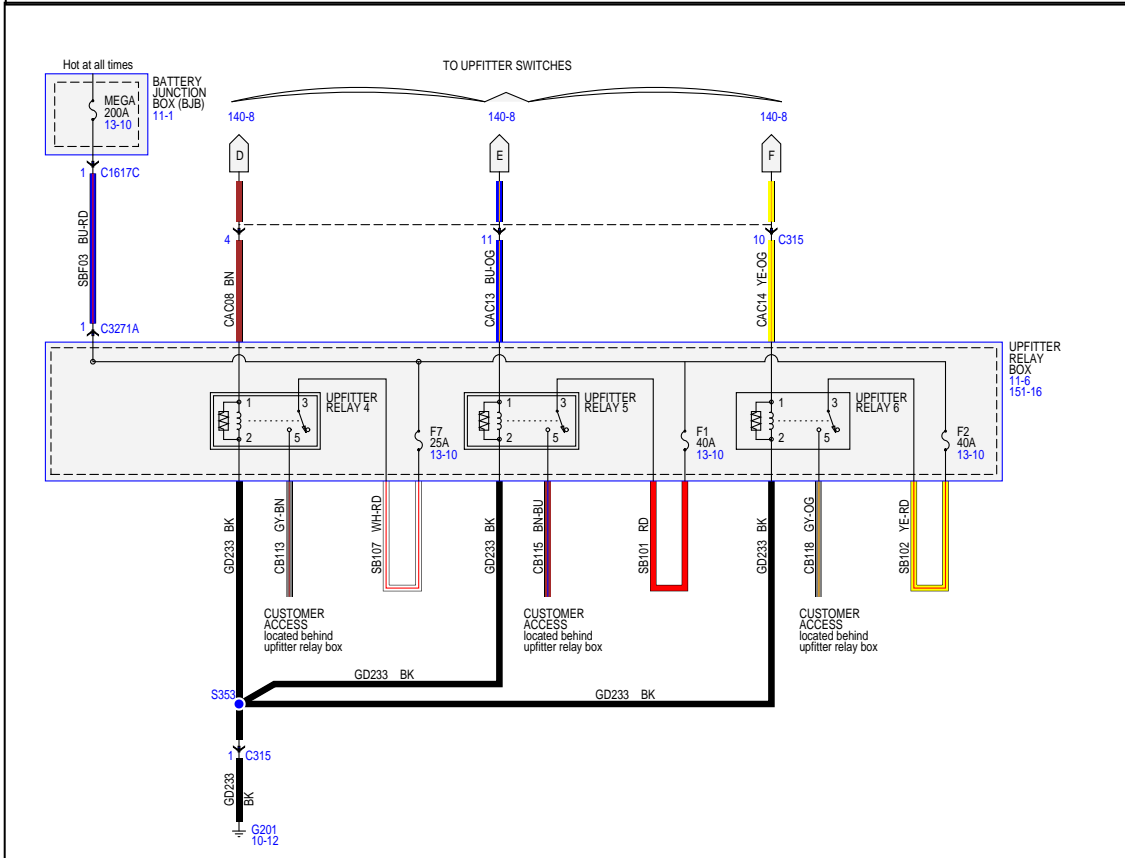 Hot at all times
TO UPFITTER SWITCHES
BATTERY
JUNCTION
BOX (BJB)
11-1
MEGA
200A
13-10
140-8
140-8
140-8
D
E
F
1
C1617C
SBF03 BU-RD
4
11
10
C315
CAC08 BN
CAC13 BU-OG
CAC14 YE-OG
1
C3271A
UPFITTER
RELAY
BOX
11-6
151-16
1
3
2
5
UPFITTER
RELAY 4
F7
25A
13-10
1
3
2
5
UPFITTER
RELAY 5
F1
40A
13-10
1
3
2
5
UPFITTER
RELAY 6
F2
40A
13-10
GD233 BK
CB113 GY-BN
SB107 WH-RD
GD233 BK
CB115 BN-BU
SB101 RD
GD233 BK
CB118 GY-OG
SB102 YE-RD
CUSTOMER
ACCESS
located behind
upfitter relay box
CUSTOMER
ACCESS
located behind
upfitter relay box
CUSTOMER
ACCESS
located behind
upfitter relay box
GD233 BK
GD233 BK
S353
1
C315
GD233
BK
G201
10-12